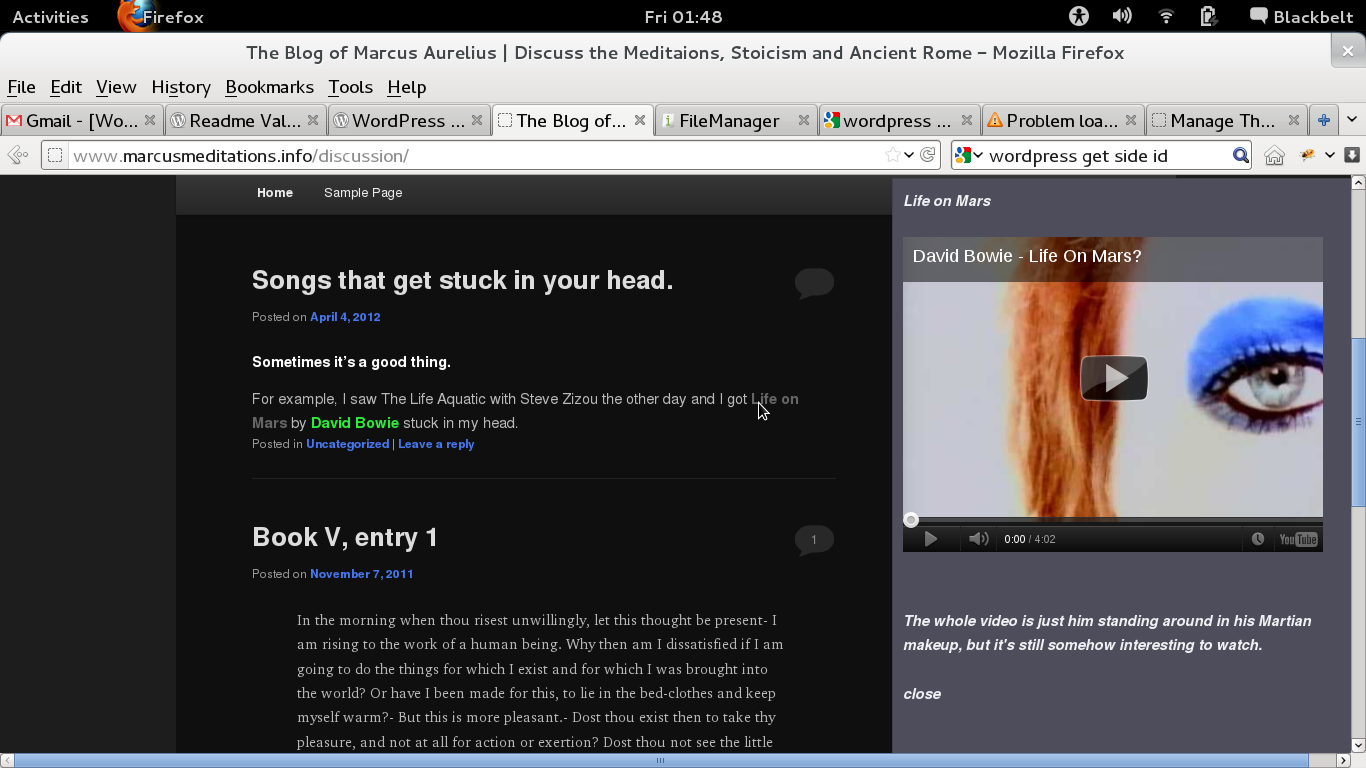 Activities Firefox Fri 01:48 Blackbelt
The Blog of Marcus Aurelius | Discuss the Meditaions, Stoicism and Ancient Rome – Mozilla Firefox
File Edit View History Bookmarks Tools Help
Gmail - [Wo... Readme Val... WordPress ... The Blog of... FileManager wordpress ... Problem loa... Manage Th...
www.marcusmeditations.info/discussion/ wordpress get side id
Home Sample Page
Songs that get stuck in your head.
Posted on April 4, 2012
Sometimes it's a good thing.
For example, I saw The Life Aquatic with Steve Zizou the other day and I got Life on
Mars by David Bowie stuck in my head.
Posted in Uncategorized | Leave a reply
Book V, entry 1
1
Posted on November 7, 2011
In the morning when thou risest unwillingly, let this thought be present- I
am rising to the work of a human being. Why then am I dissatisfied if I am
going to do the things for which I exist and for which I was brought into
the world? Or have I been made for this, to lie in the bed-clothes and keep
myself warm?- But this is more pleasant.- Dost thou exist then to take thy
pleasure, and not at all for action or exertion? Dost thou not see the little
Life on Mars
David Bowie - Life On Mars?
0:00 / 4:02 YouTube
The whole video is just him standing around in his Martian
makeup, but it's still somehow interesting to watch.
close